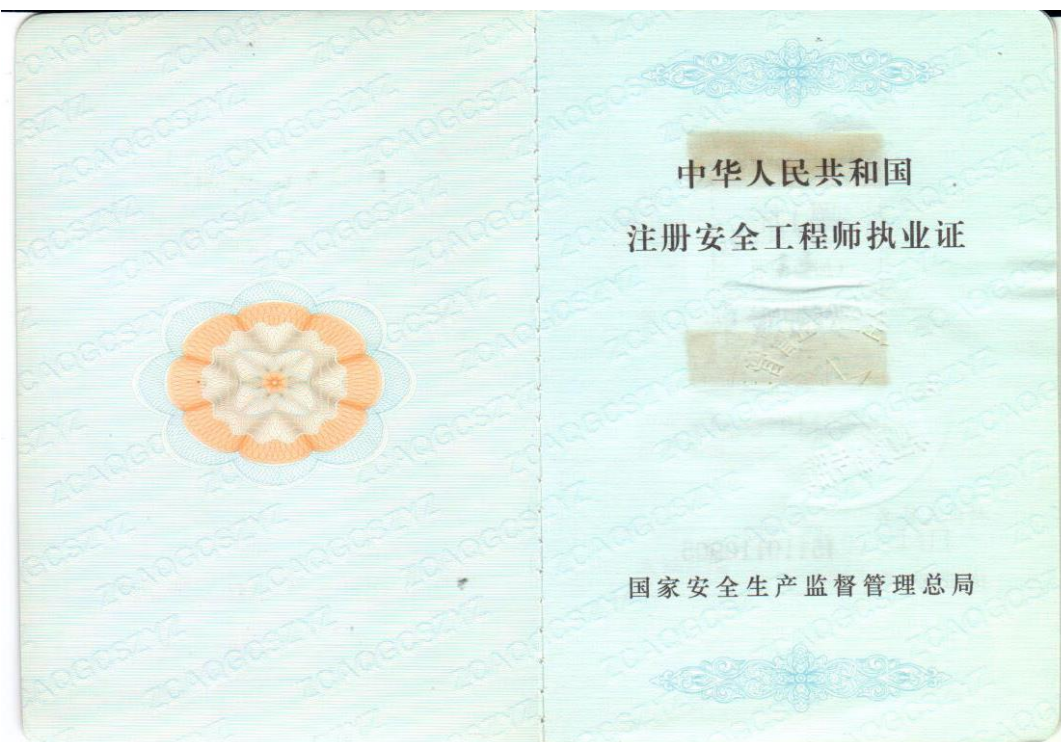 中华人民共和国
注册安全工程师执业证
国家安全生产监督管理总局